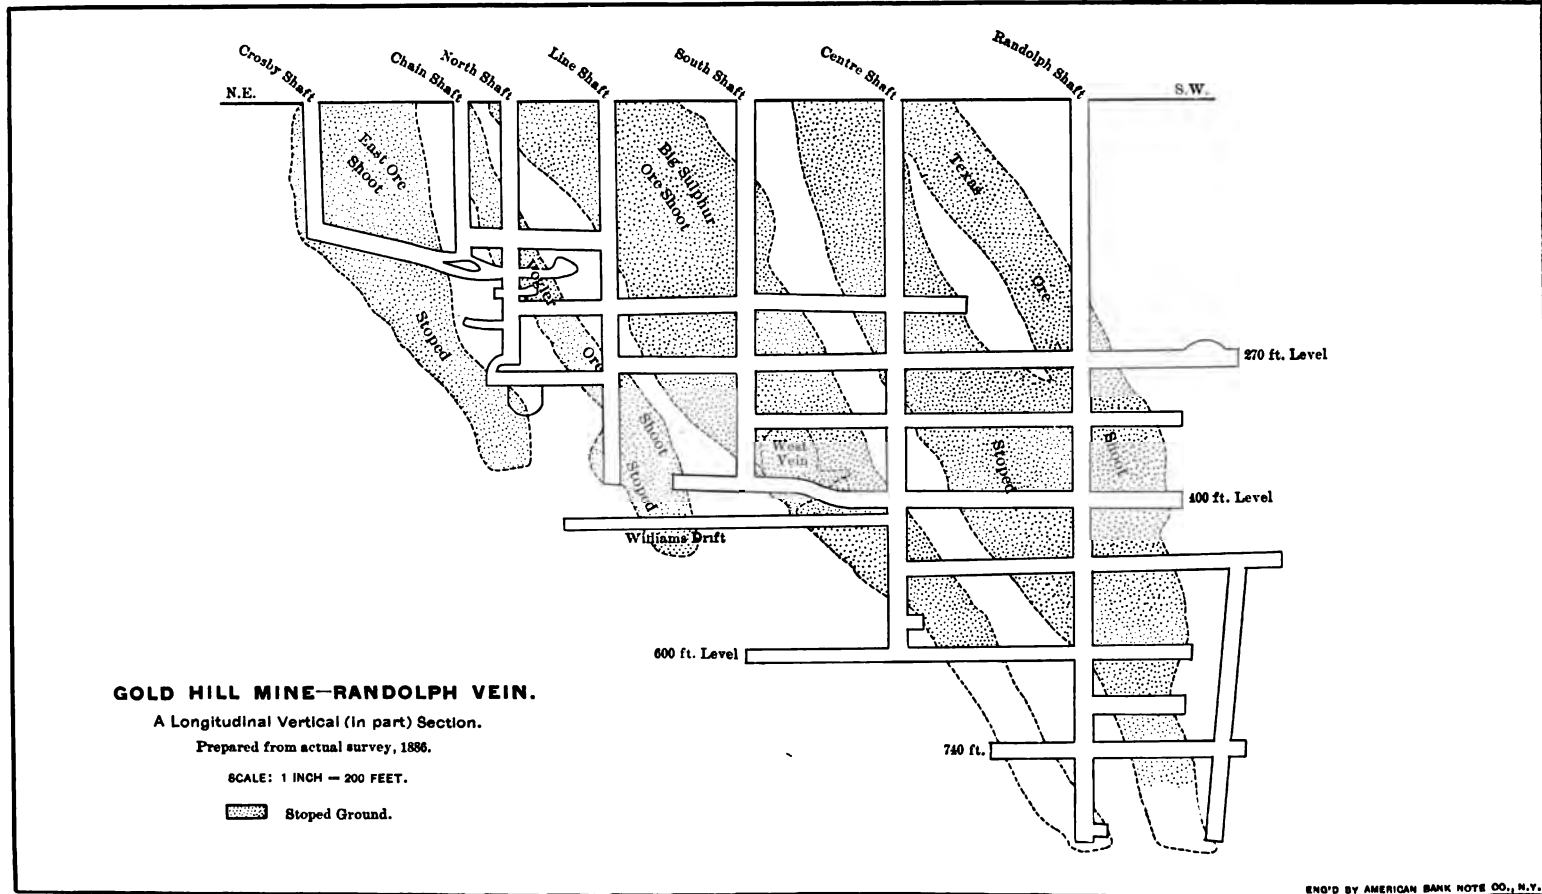 Crosby Shaft
Chain Shaft
North Shaft
Line Shaft
South Shaft
Centre Shaft
Randolph Shaft
N.E.
S.W.
East Ore
Shoot
Big Sulphur
Ore Shoot
Texas
Ore
Shoot
Stoped
Vogler
Ore
Shoot
Stoped
West
Vein
Stoped
270 ft. Level
400 ft. Level
Williams Drift
600 ft. Level
740 ft.
GOLD HILL MINE—RANDOLPH VEIN.
A Longitudinal Vertical (in part) Section.
Prepared from actual survey, 1886.
SCALE: 1 INCH — 200 FEET.
Stoped Ground.
ENG'D BY AMERICAN BANK NOTE CO., N.Y.